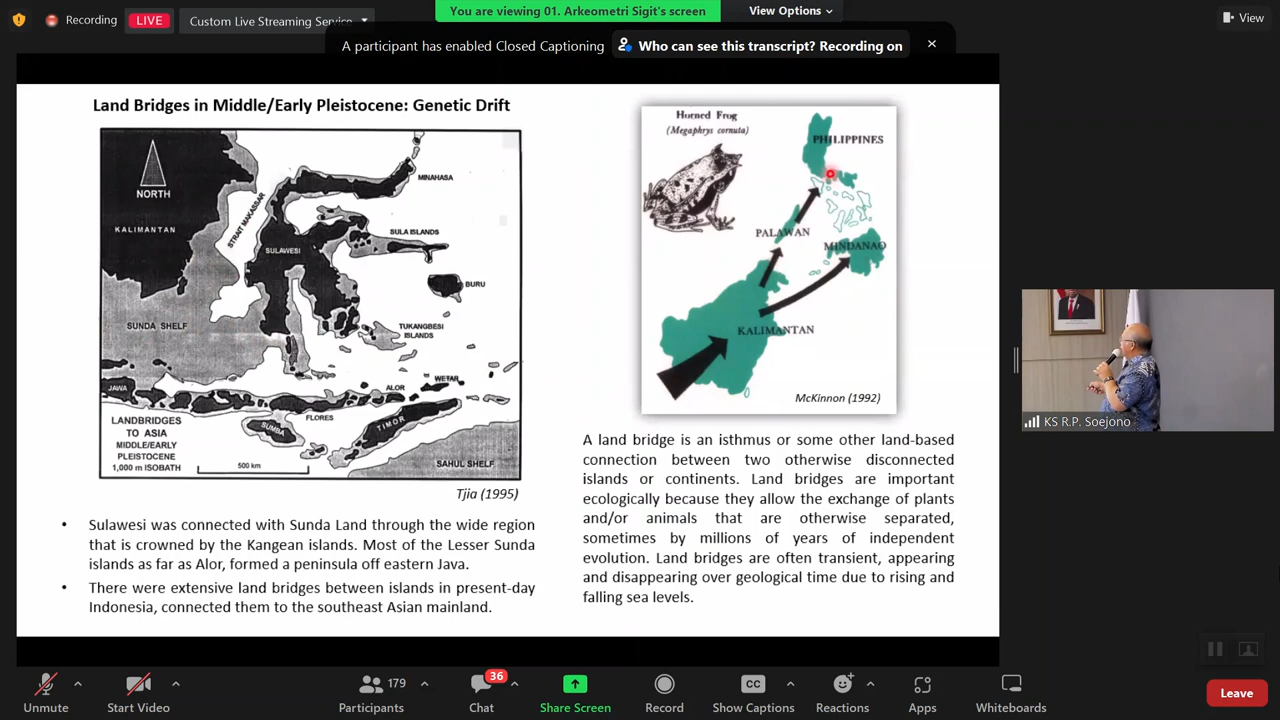 Recording
LIVE
Custom Live Streaming Service
You are viewing 01. Arkeometri Sigit's screen
View Options
View
A participant has enabled Closed Captioning
Who can see this transcript? Recording on
Land Bridges in Middle/Early Pleistocene: Genetic Drift
NORTH
KALIMANTAN
STRAIT MAKASSAR
MINAHASA
SULAWESI
SULA ISLANDS
BURU
SUNDA SHELF
TUKANGBESI
ISLANDS
JAWA
ALOR
WETAR
FLORES
SUMBA
TIMOR
LANDBRIDGES
TO ASIA
MIDDLE/EARLY
PLEISTOCENE
1,000 m ISOBATH
500 km
SAHUL SHELF
Tjia (1995)
• Sulawesi was connected with Sunda Land through the wide region
that is crowned by the Kangean islands. Most of the Lesser Sunda
islands as far as Alor, formed a peninsula off eastern Java.
• There were extensive land bridges between islands in present-day
Indonesia, connected them to the southeast Asian mainland.
Horned Frog
(Megaphrys cornuta)
PHILIPPINES
PALAWAN
MINDANAO
KALIMANTAN
McKinnon (1992)
A land bridge is an isthmus or some other land-based
connection between two otherwise disconnected
islands or continents. Land bridges are important
ecologically because they allow the exchange of plants
and/or animals that are otherwise separated,
sometimes by millions of years of independent
evolution. Land bridges are often transient, appearing
and disappearing over geological time due to rising and
falling sea levels.
KS R.P. Soejono
Unmute
Start Video
179
Participants
36
Chat
Share Screen
Record
CC
Show Captions
Reactions
Apps
Whiteboards
Leave